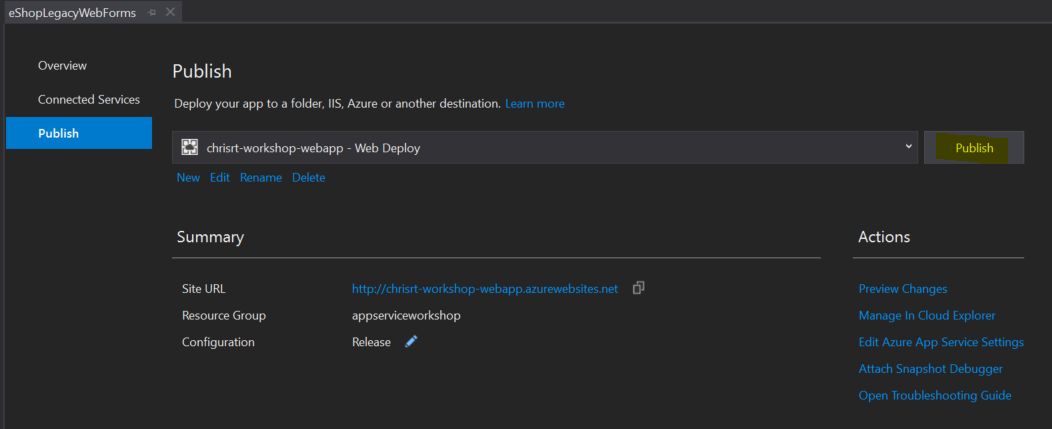 eShopLegacyWebForms
Overview
Connected Services
Publish
Publish
Deploy your app to a folder, IIS, Azure or another destination. Learn more
chrisrt-workshop-webapp - Web Deploy
Publish
New Edit Rename Delete
Summary
Site URL http://chrisrt-workshop-webapp.azurewebsites.net
Resource Group appserviceworkshop
Configuration Release
Actions
Preview Changes
Manage In Cloud Explorer
Edit Azure App Service Settings
Attach Snapshot Debugger
Open Troubleshooting Guide